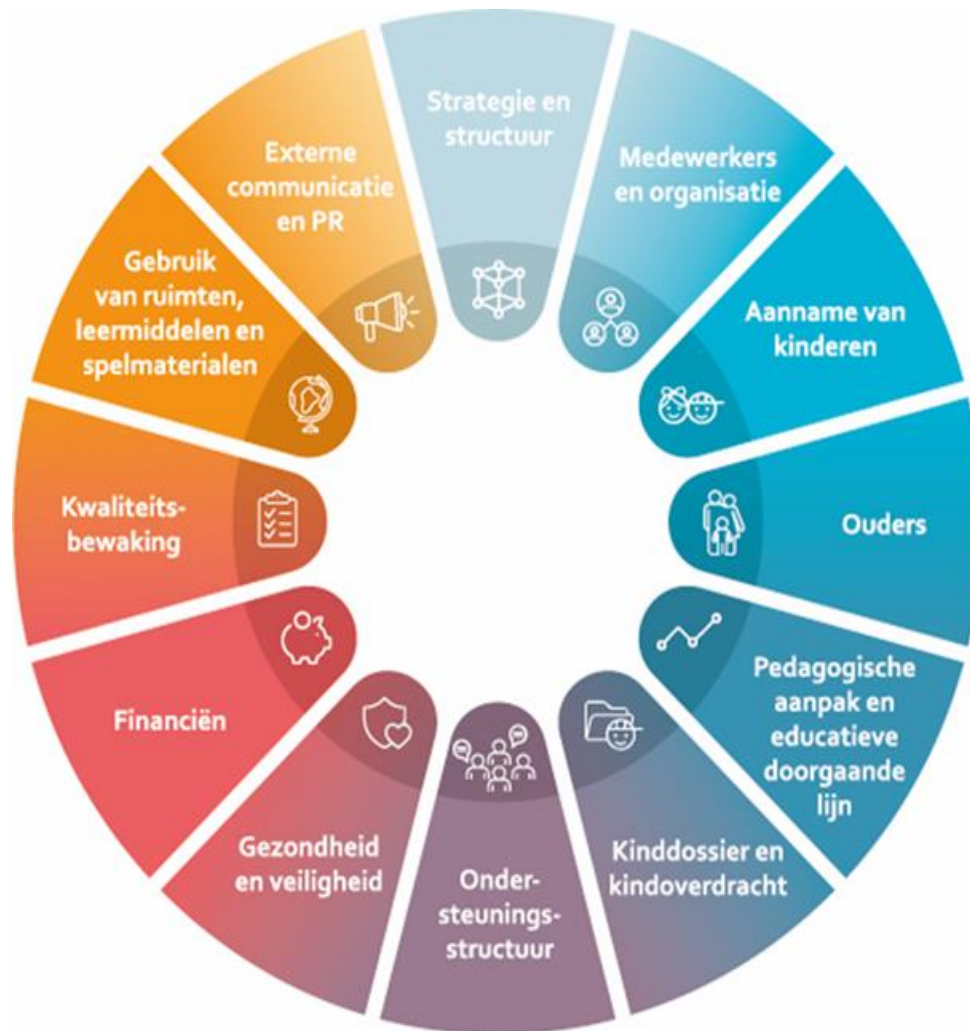 Strategie en
structuur
Medewerkers
en organisatie
Aanname van
kinderen
Ouders
Pedagogische
aanpak en
educatieve
doorgaande
lijn
Kinddossier en
kindoverdracht
Onder-
steunings-
structuur
Gezondheid
en veiligheid
Financiën
Kwaliteits-
bewaking
Gebruik
van ruimten,
leermiddelen en
spelmaterialen
Externe
communicatie
en PR